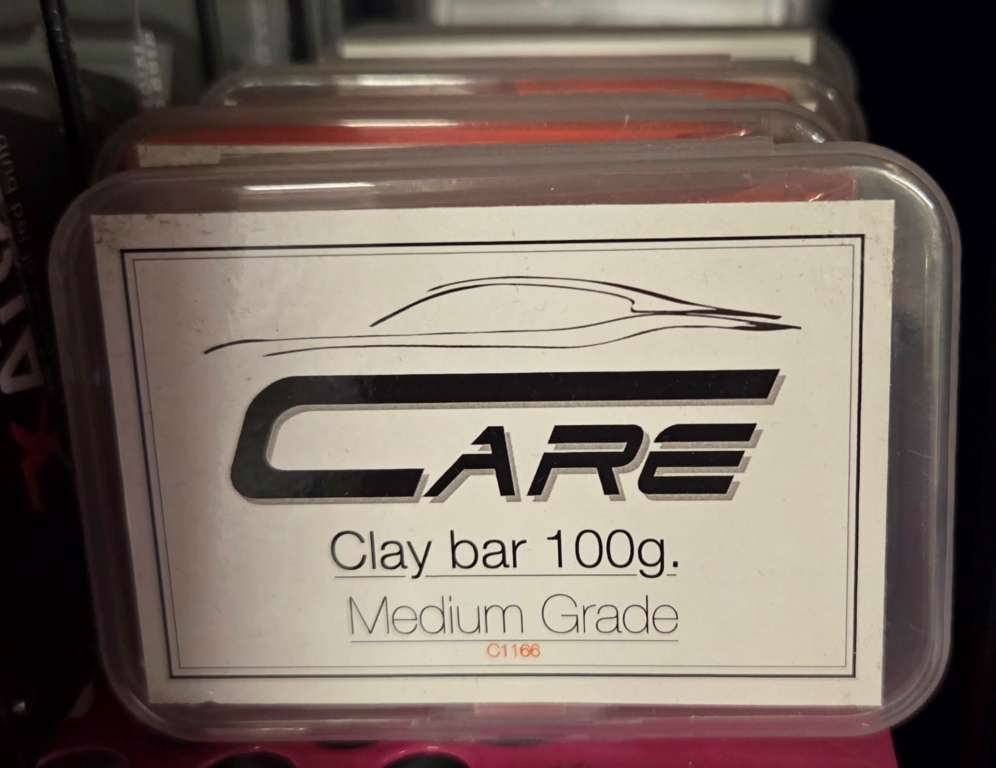 CARE
Clay bar 100g.
Medium Grade
C1166